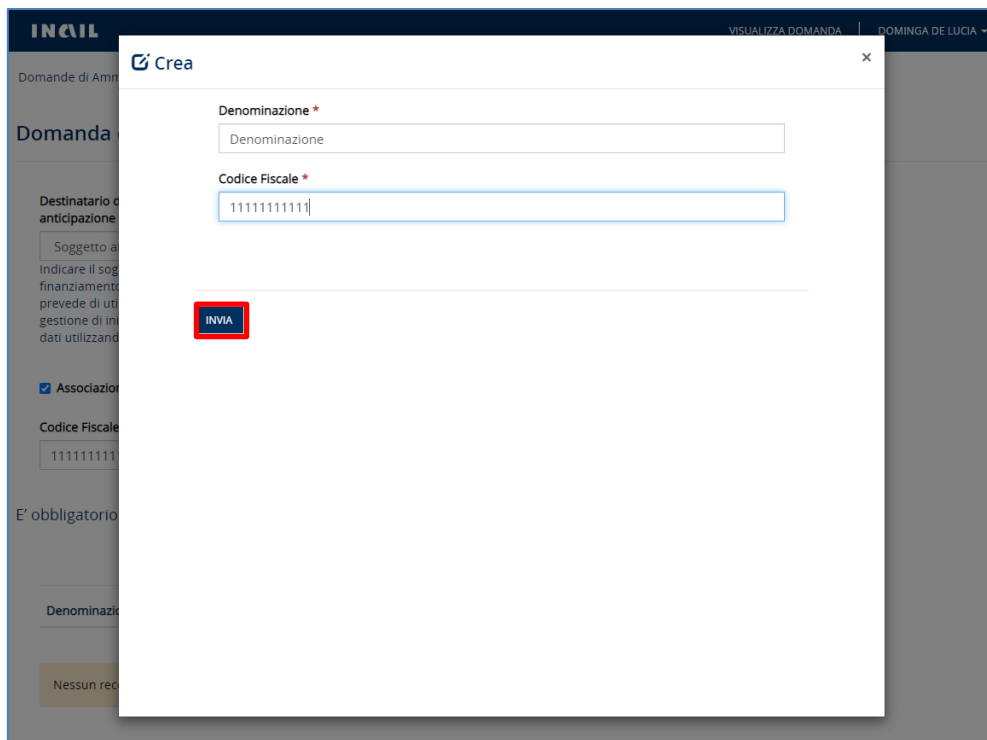 INAIL
VISUALIZZA DOMANDA
DOMINGA DE LUCIA
Domande di Amm
Crea
×
Denominazione *
Denominazione
Codice Fiscale *
11111111111
INVIA
Domanda
Destinatario d
anticipazione
Soggetto a
Indicare il sog
finanziamento
prevede di uti
gestione di ini
dati utilizzand
Associazion
Codice Fiscale
111111111
E' obbligatorio
Denominazio
Nessun reco